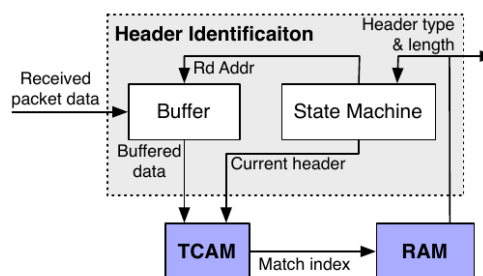 Header Identificaiton
Header type
& length
Rd Addr
Received
packet data
Buffer
State Machine
Buffered
data
Current header
TCAM
Match index
RAM